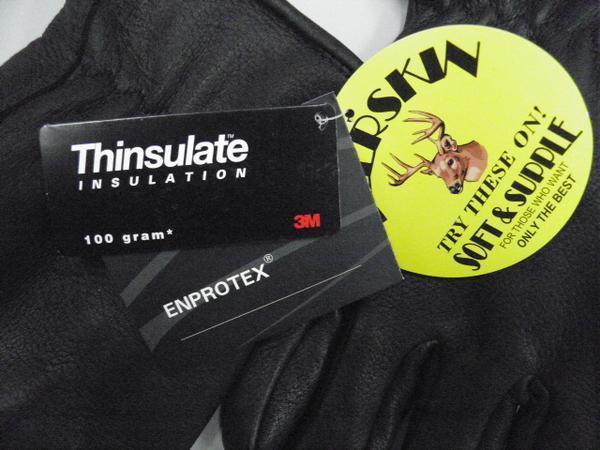 Thinsulate™
INSULATION
100 gram*
3M
ENPROTEX®
TRY THESE ON!
SOFT & SUPPLE
FOR THOSE WHO WANT
ONLY THE BEST